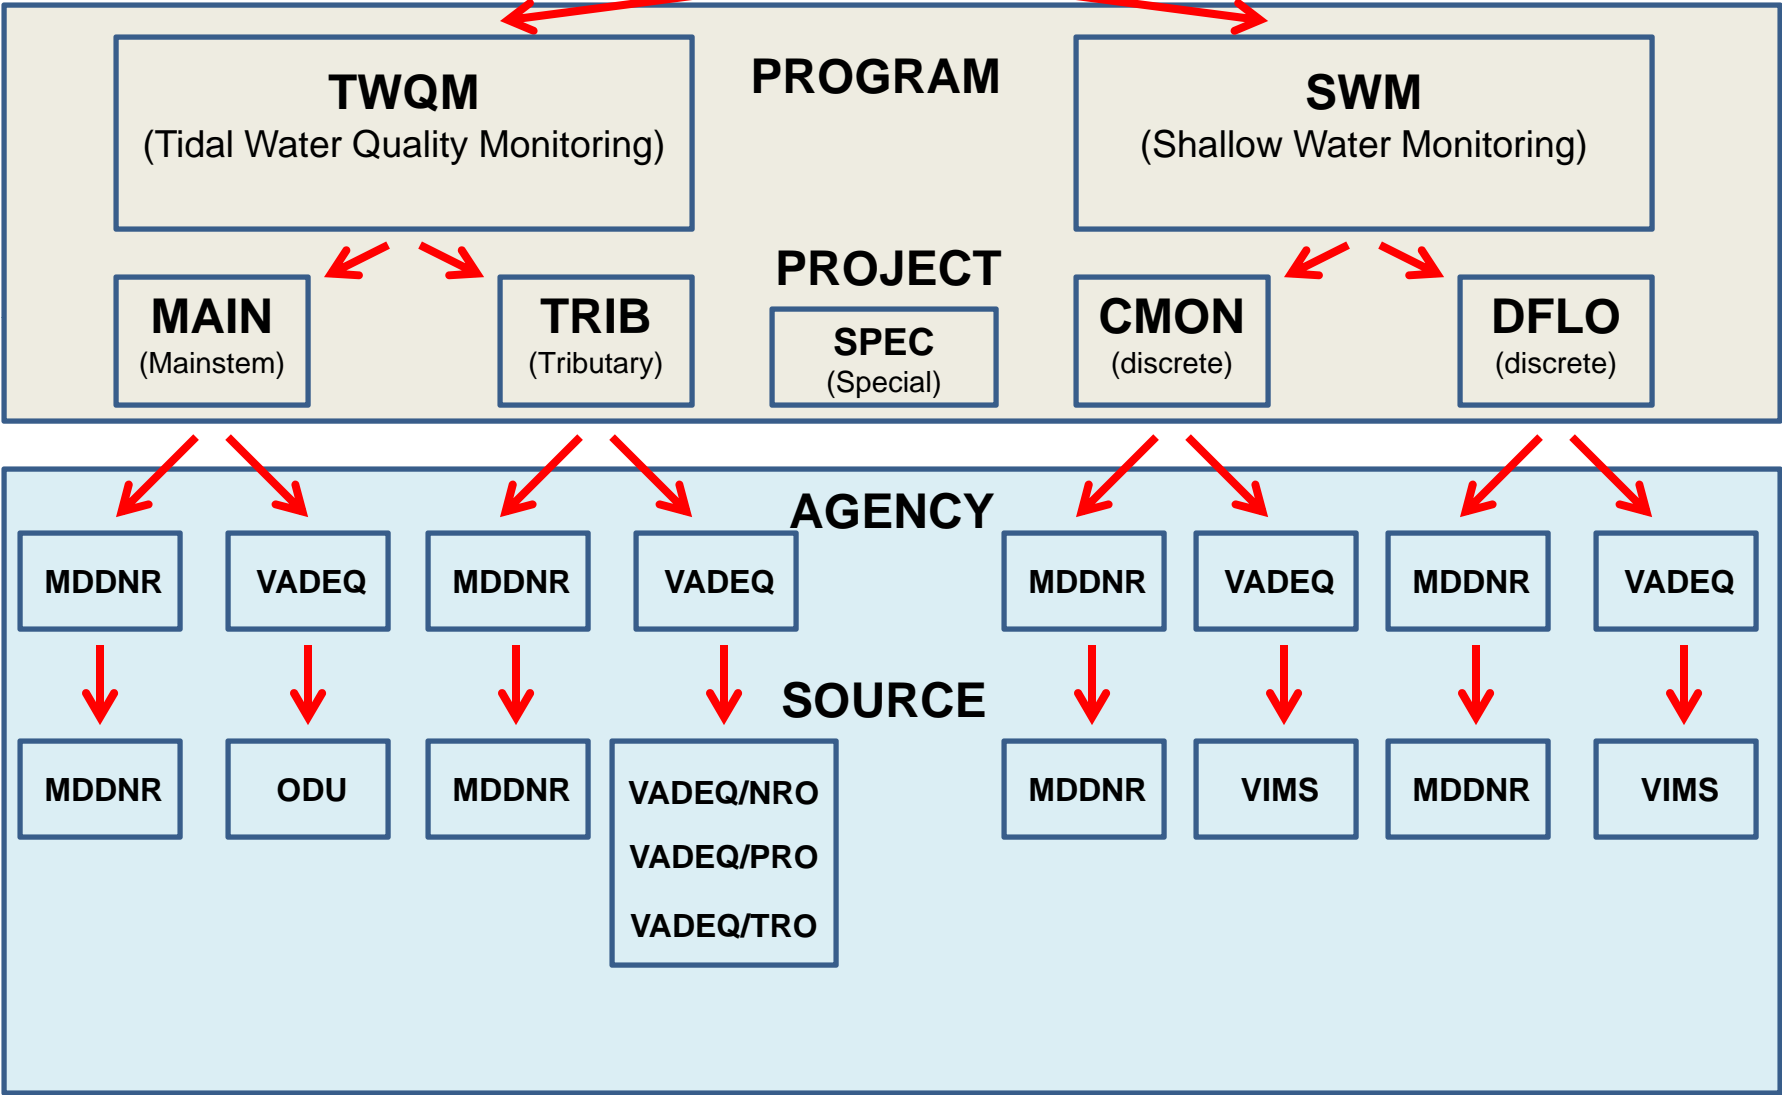 PROGRAM
TWQM
(Tidal Water Quality Monitoring)
SWM
(Shallow Water Monitoring)
PROJECT
MAIN
(Mainstem)
TRIB
(Tributary)
SPEC
(Special)
CMON
(discrete)
DFLO
(discrete)
AGENCY
MDDNR
VADEQ
MDDNR
VADEQ
MDDNR
VADEQ
MDDNR
VADEQ
SOURCE
MDDNR
ODU
MDDNR
VADEQ/NRO
VADEQ/PRO
VADEQ/TRO
MDDNR
VIMS
MDDNR
VIMS